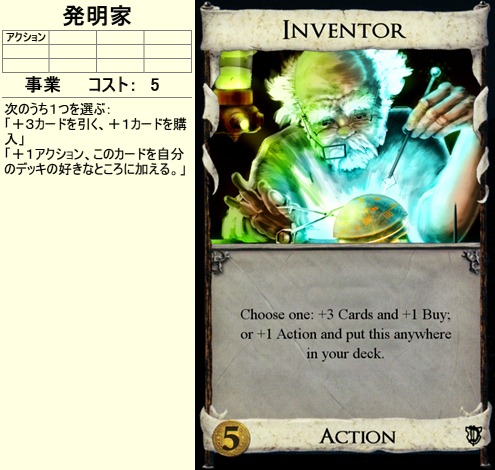 発明家
アクション
事業 コスト： 5
次のうち１つを選ぶ：
「＋３カードを引く、＋１カードを購
入」
「＋１アクション、このカードを自分
のデッキの好きなところに加える。」
INVENTOR
Choose one: +3 Cards and +1 Buy;
or +1 Action and put this anywhere
in your deck.
5
ACTION